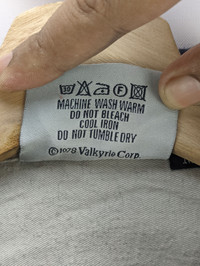 MACHINE WASH WARM
DO NOT BLEACH
COOL IRON
DO NOT TUMBLE DRY
©1978 Valkyrie Corp.